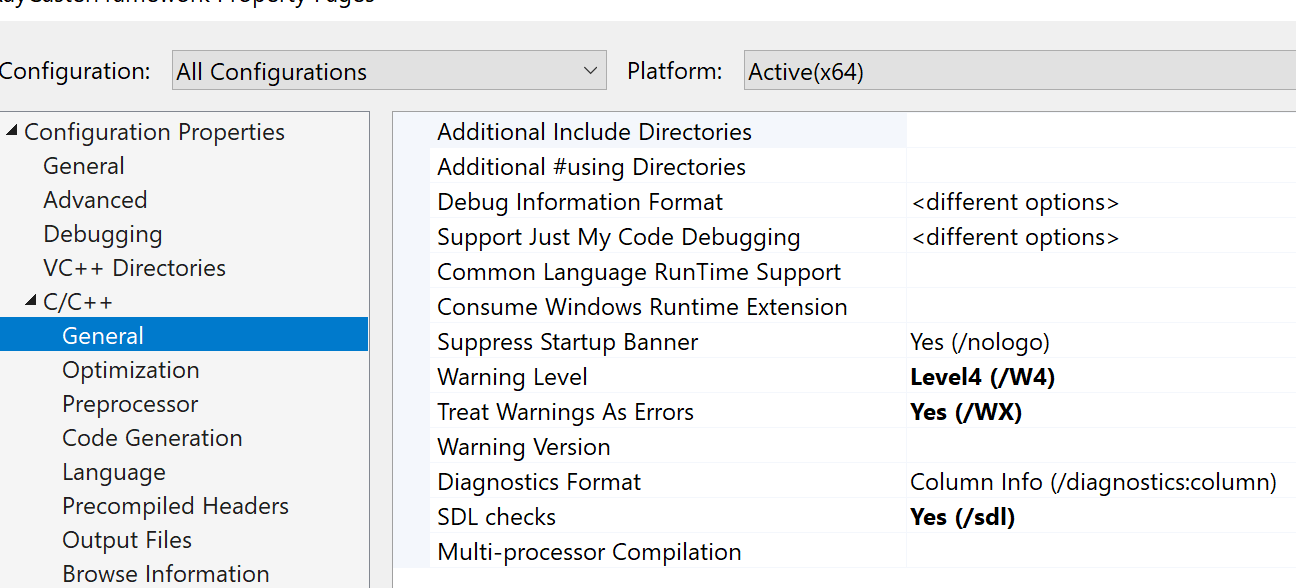 Property Pages
Configuration: All Configurations Platform: Active(x64)
Configuration Properties
General
Advanced
Debugging
VC++ Directories
C/C++
General
Optimization
Preprocessor
Code Generation
Language
Precompiled Headers
Output Files
Browse Information
Additional Include Directories
Additional #using Directories
Debug Information Format <different options>
Support Just My Code Debugging <different options>
Common Language RunTime Support
Consume Windows Runtime Extension
Suppress Startup Banner Yes (/nologo)
Warning Level Level4 (/W4)
Treat Warnings As Errors Yes (/WX)
Warning Version
Diagnostics Format Column Info (/diagnostics:column)
SDL checks Yes (/sdl)
Multi-processor Compilation